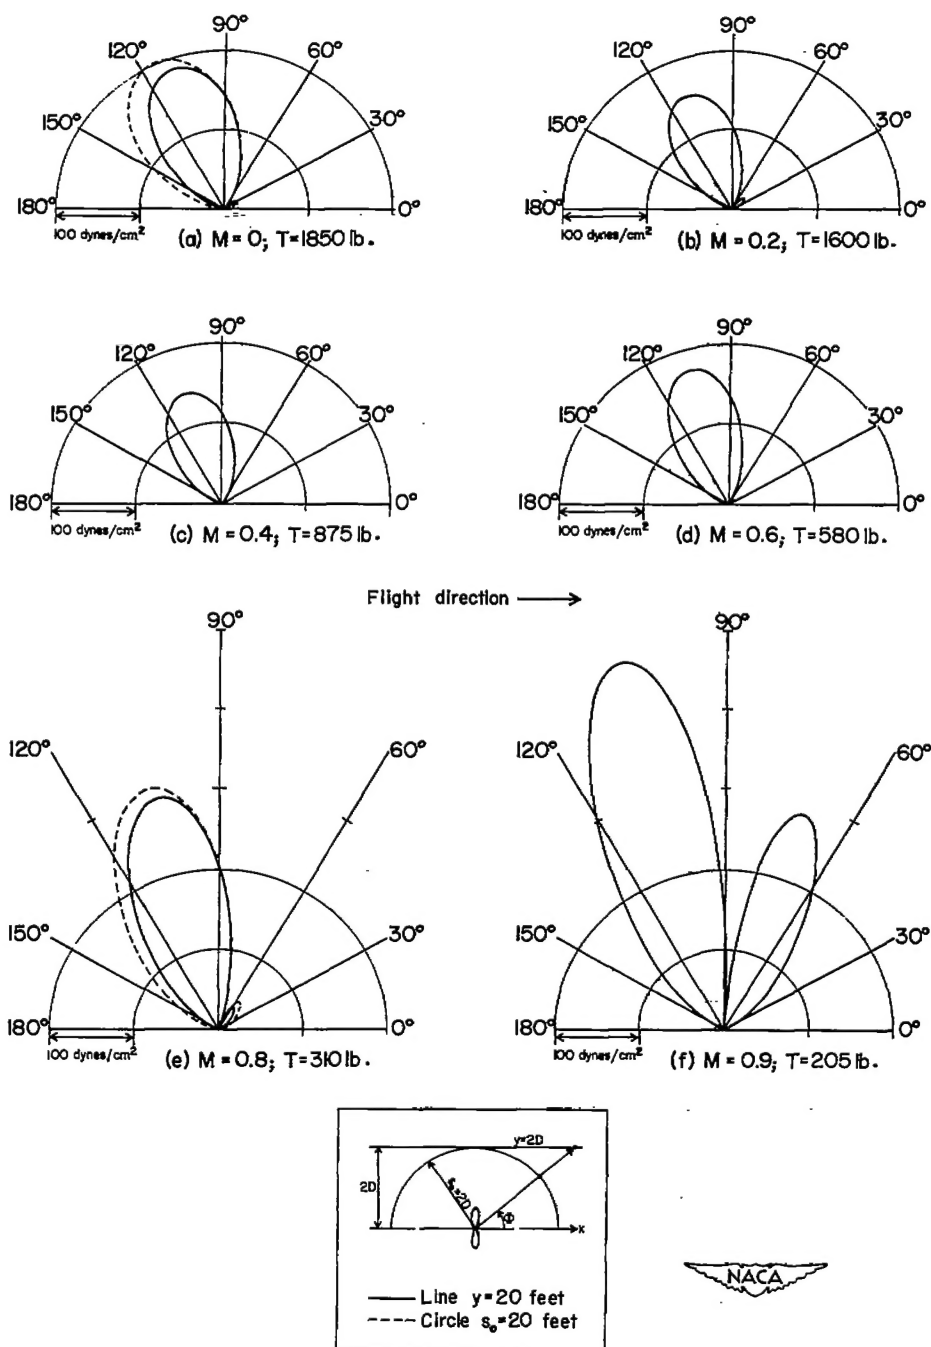 90°
120°
60°
150°
30°
180°
0°
100 dynes/cm²
(a) M = 0; T=1850 lb.
90°
120°
60°
150°
30°
180°
0°
100 dynes/cm²
(b) M = 0.2; T=1600 lb.
90°
120°
60°
150°
30°
180°
0°
100 dynes/cm²
(c) M = 0.4; T=875 lb.
90°
120°
60°
150°
30°
180°
0°
100 dynes/cm²
(d) M = 0.6; T=580 lb.
Flight direction
90°
120°
60°
150°
30°
180°
0°
100 dynes/cm²
(e) M = 0.8; T=310 lb.
90°
120°
60°
150°
30°
180°
0°
100 dynes/cm²
(f) M = 0.9; T=205 lb.
y=2D
2D
s₀=2D
Φ
x
Line y=20 feet
Circle s₀=20 feet
NACA